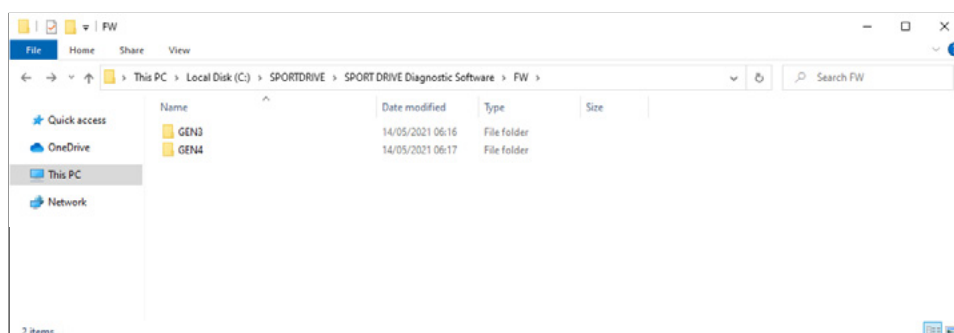 FW
File Home Share View
This PC > Local Disk (C:) > SPORTDRIVE > SPORT DRIVE Diagnostic Software > FW >
Search FW
Name Date modified Type Size
Quick access
GEN3 14/05/2021 06:16 File folder
GEN4 14/05/2021 06:17 File folder
OneDrive
This PC
Network
2 items